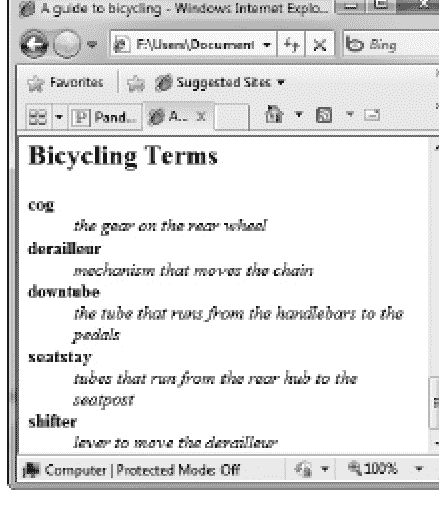 A guide to bicycling - Windows Internet Explo...
F:\Users\Document
Bing
Favorites Suggested Sites
Pand... A... X
Bicycling Terms
cog
the gear on the rear wheel
derailleur
mechanism that moves the chain
downtube
the tube that runs from the handlebars to the
pedals
seatstay
tubes that run from the rear hub to the
seatpost
shifter
lever to move the derailleur
Computer | Protected Mode: Off 100%